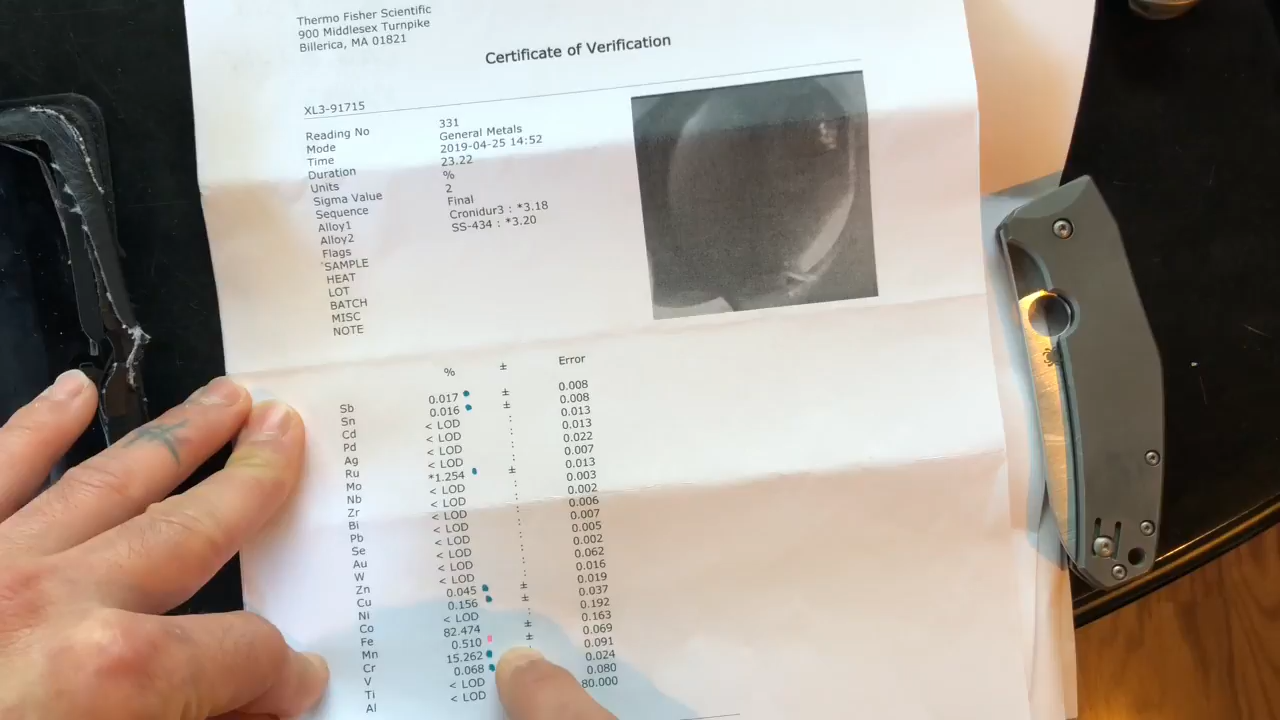 Thermo Fisher Scientific
900 Middlesex Turnpike
Billerica, MA 01821
Certificate of Verification
XL3-91715
Reading No 331
Mode General Metals
Time 2019-04-25 14:52
Duration 23.22
Units %
Sigma Value 2
Sequence Final
Alloy1 Cronidur3 : *3.18
Alloy2 SS-434 : *3.20
Flags
*SAMPLE
HEAT
LOT
BATCH
MISC
NOTE
% ± Error
Sb 0.017 ± 0.008
Sn 0.016 ± 0.008
Cd < LOD : 0.013
Pd < LOD : 0.013
Ag < LOD : 0.022
Ru < LOD : 0.007
Mo *1.254 ± 0.013
Nb < LOD : 0.003
Zr < LOD : 0.002
Bi < LOD : 0.006
Pb < LOD : 0.007
Se < LOD : 0.005
Au < LOD : 0.002
W < LOD : 0.062
Zn < LOD : 0.016
Cu 0.045 ± 0.019
Ni 0.156 ± 0.037
Co < LOD : 0.192
Fe 82.474 ± 0.163
Mn 0.510 ± 0.069
Cr 15.262 0.091
V 0.068 0.024
Ti < LOD 0.080
Al < LOD 80.000